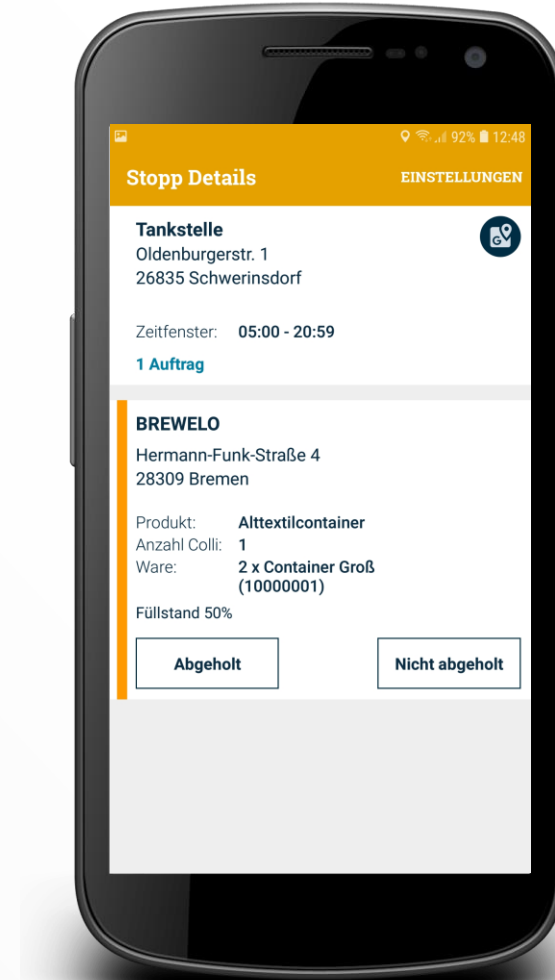 92% 12:48
Stopp Details EINSTELLUNGEN
Tankstelle
Oldenburgerstr. 1
26835 Schwerinsdorf
G
Zeitfenster: 05:00 - 20:59
1 Auftrag
BREWELO
Hermann-Funk-Straße 4
28309 Bremen
Produkt: Alttextilcontainer
Anzahl Colli: 1
Ware: 2 x Container Groß
(10000001)
Füllstand 50%
Abgeholt Nicht abgeholt